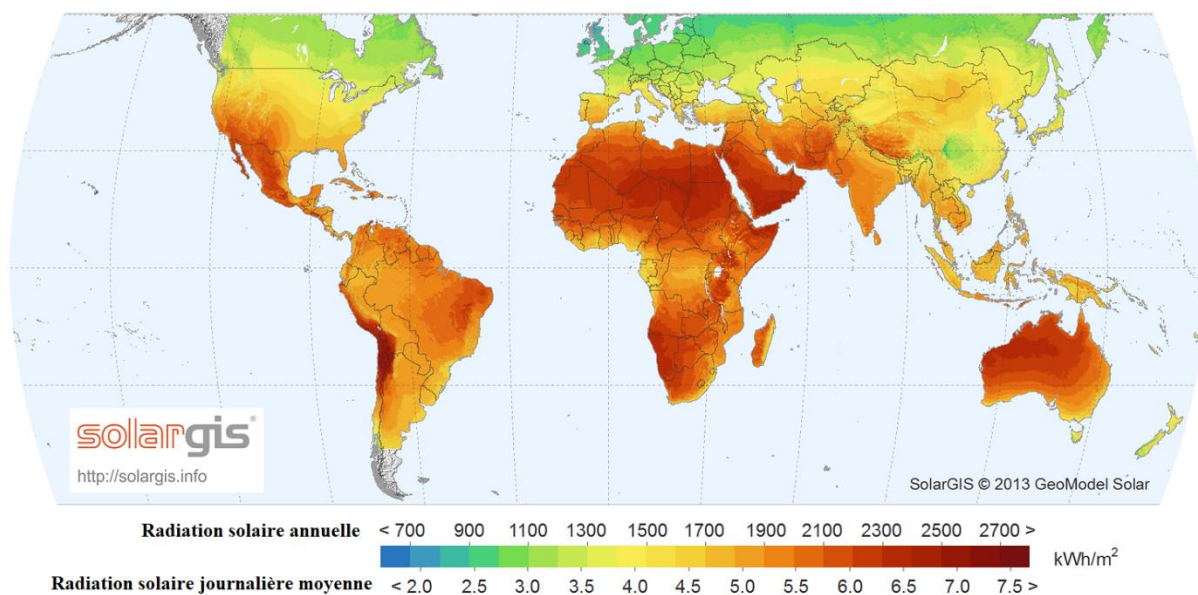 solargis®
http://solargis.info
SolarGIS © 2013 GeoModel Solar
Radiation solaire annuelle < 700 900 1100 1300 1500 1700 1900 2100 2300 2500 2700 >
kWh/m²
Radiation solaire journalière moyenne < 2.0 2.5 3.0 3.5 4.0 4.5 5.0 5.5 6.0 6.5 7.0 7.5 >